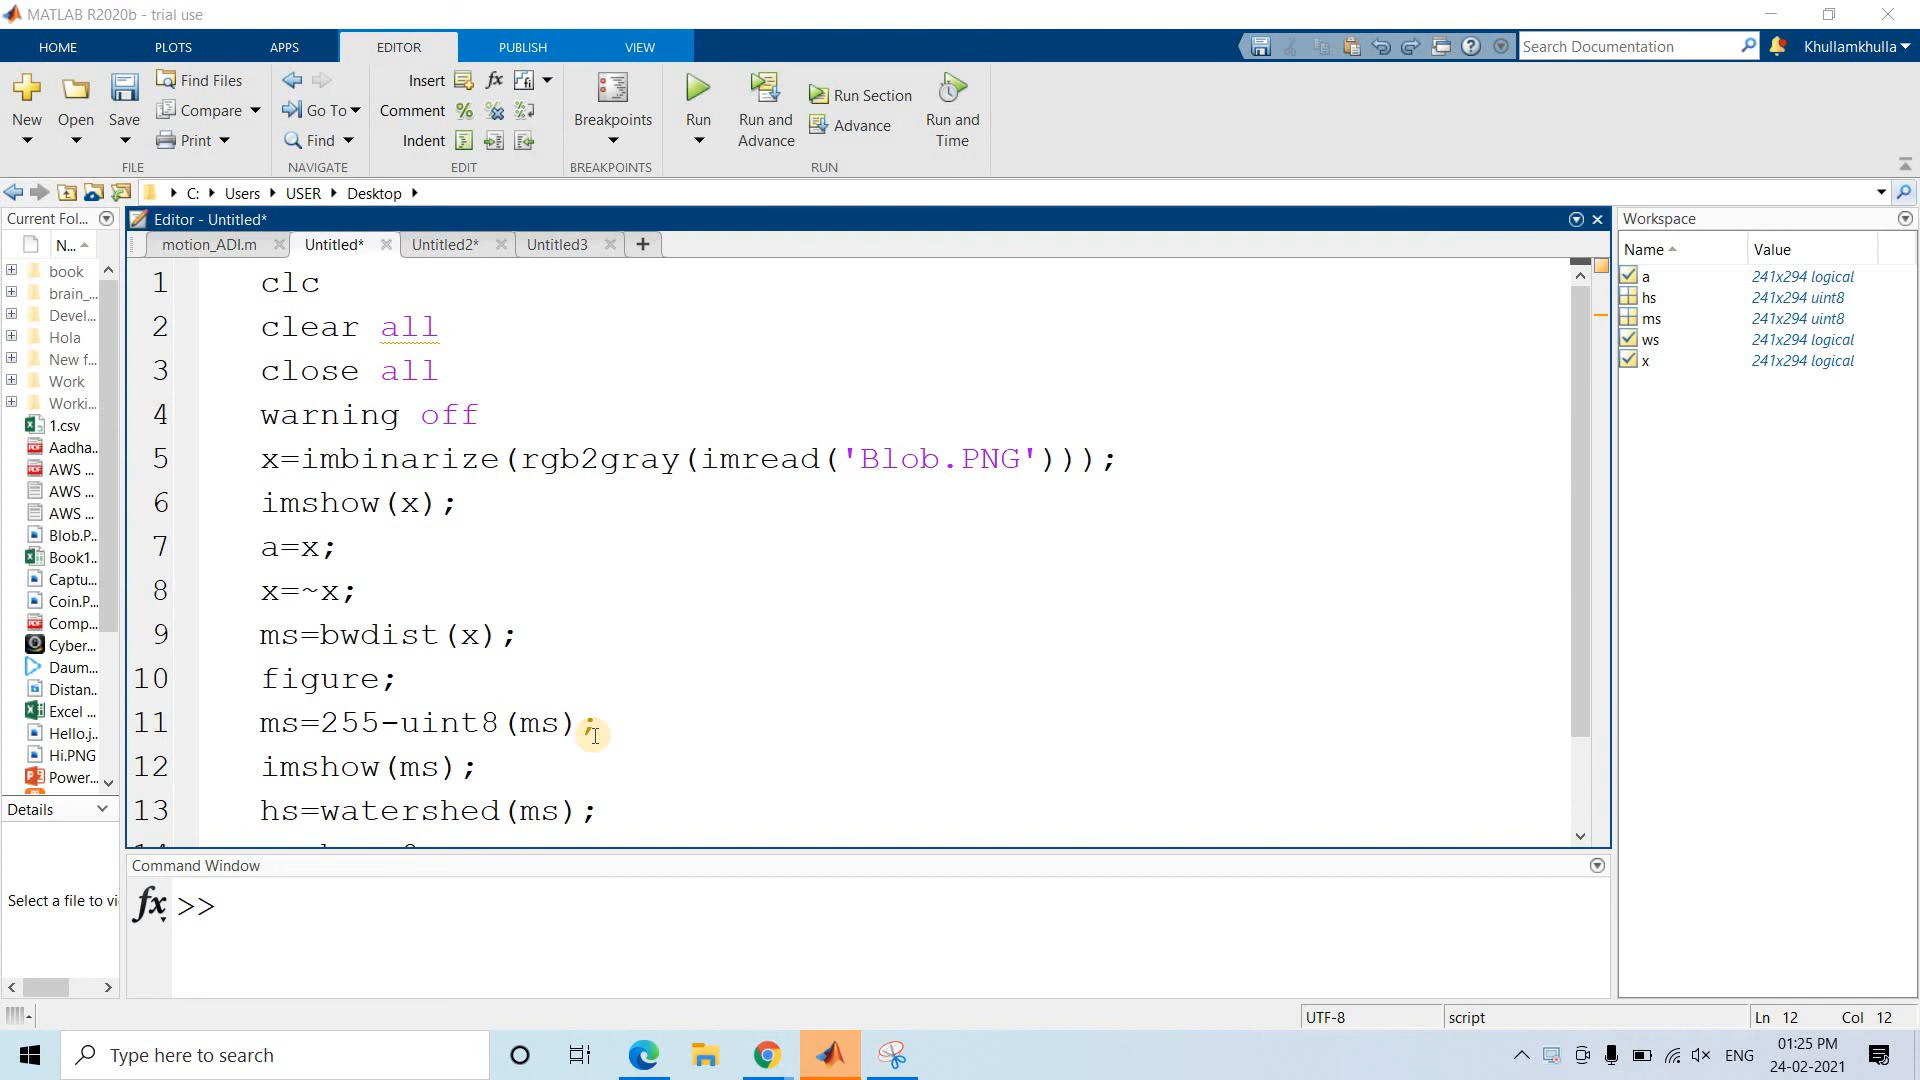 MATLAB R2020b - trial use
HOME PLOTS APPS EDITOR PUBLISH VIEW Search Documentation Khullamkhulla
New Open Save Find Files Compare Print
Go To Find
Insert fx Comment Indent
Breakpoints
Run Run and Advance Run Section Advance Run and Time
FILE NAVIGATE EDIT BREAKPOINTS RUN
C: Users USER Desktop
Current Fol...
N...
book
brain_...
Devel...
Hola
New f...
Work
Worki...
1.csv
Aadha...
AWS ...
AWS ...
AWS ...
Blob.P...
Book1...
Captu...
Coin.P...
Comp...
Cyber...
Daum...
Distan...
Excel ...
Hello.j...
Hi.PNG
Power...
Details
Select a file to vi
Editor - Untitled*
motion_ADI.m Untitled* Untitled2* Untitled3
1 clc
2 clear all
3 close all
4 warning off
5 x=imbinarize(rgb2gray(imread('Blob.PNG')));
6 imshow(x);
7 a=x;
8 x=~x;
9 ms=bwdist(x);
10 figure;
11 ms=255-uint8(ms);
12 imshow(ms);
13 hs=watershed(ms);
Command Window
fx >>
Workspace
Name Value
a 241x294 logical
hs 241x294 uint8
ms 241x294 uint8
ws 241x294 logical
x 241x294 logical
UTF-8 script Ln 12 Col 12
Type here to search
ENG 01:25 PM
24-02-2021